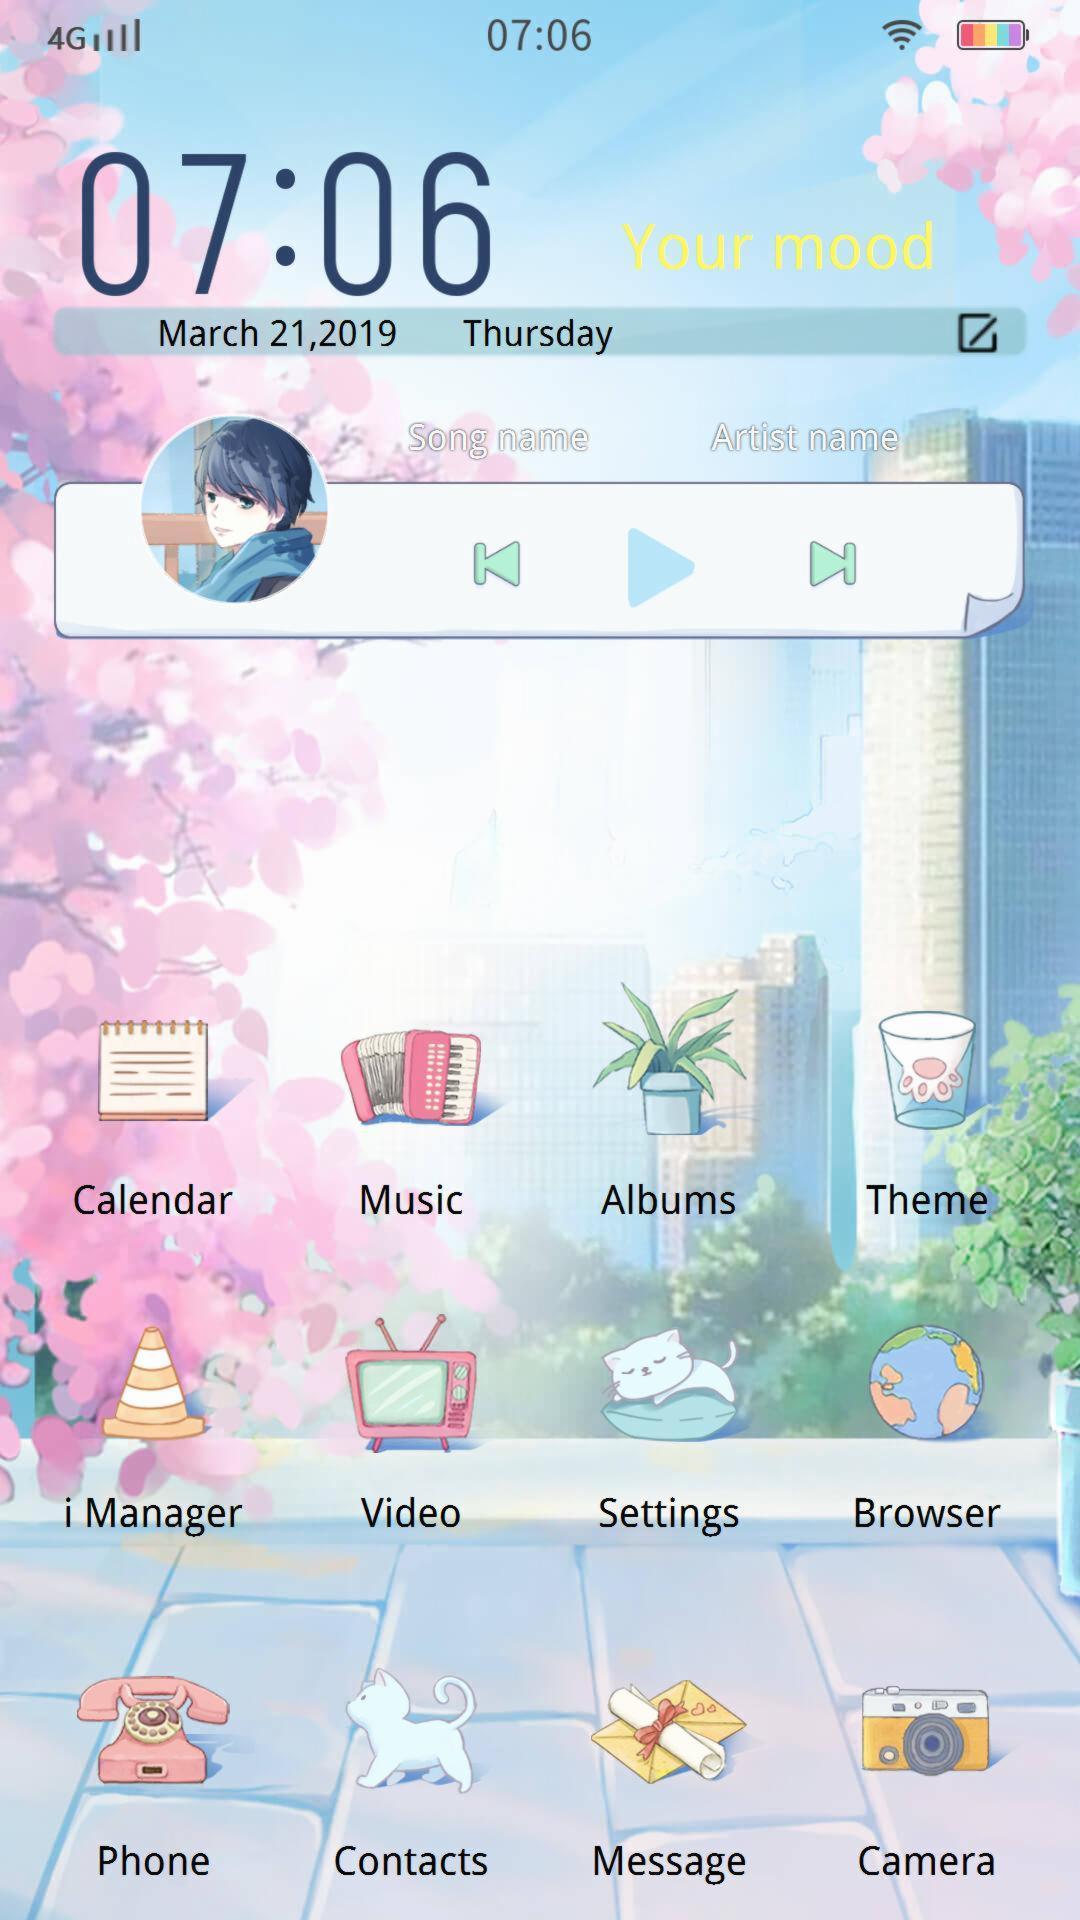 4G 07:06
07:06
Your mood
March 21,2019 Thursday
Song name Artist name
Calendar Music Albums Theme
i Manager Video Settings Browser
Phone Contacts Message Camera